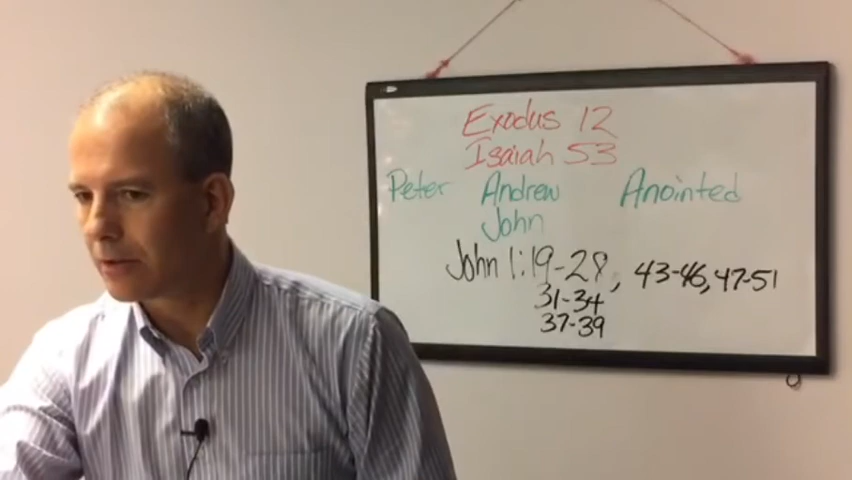 Exodus 12
Isaiah 53
Peter Andrew Anointed
John
John 1:19-28, 43-46, 47-51
31-34
37-39